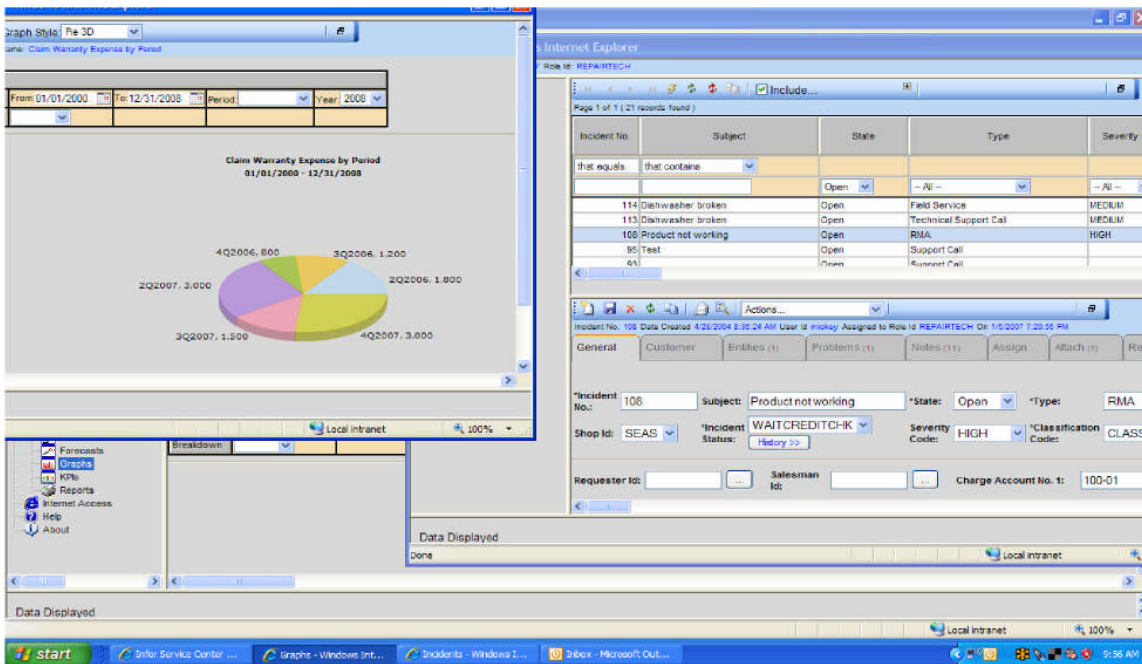 Graph Style: Pie 3D
Claim Warranty Expense by Period
From: 01/01/2000 To: 12/31/2008 Period: Year: 2008
Claim Warranty Expense by Period
01/01/2000 - 12/31/2008
4Q2006, 800
3Q2006, 1,200
2Q2006, 1,800
2Q2007, 3,000
3Q2007, 1,500
4Q2007, 3,000
Local intranet 100%
Breakdown
Forecasts
Graphs
KPIs
Reports
Internet Access
Help
About
Data Displayed
Internet Explorer
Role Id: REPAIRTECH
Include...
Page 1 of 1 ( 21 records found )
Incident No. Subject State Type Severity
that equals that contains
Open -- All -- -- All --
114 Dishwasher broken Open Field Service MEDIUM
113 Dishwasher broken Open Technical Support Call MEDIUM
108 Product not working Open RMA HIGH
95 Test Open Support Call
93 Open Support Call
Actions...
Incident No. 108 Date Created 4/28/2004 8:35:24 AM User Id mickey Assigned to Role Id REPAIRTECH On 1/5/2007 7:20:55 PM
General Customer Entities (1) Problems (1) Notes (11) Assign Attach (1)
*Incident No.: 108 Subject: Product not working *State: Open *Type: RMA
Shop Id: SEAS *Incident Status: WAITCREDITCHK Severity Code: HIGH *Classification Code: CLASS
History >>
Requester Id: ... Salesman Id: ... Charge Account No. 1: 100-01
Data Displayed
Done Local intranet
Local intranet 100%
start Infor Service Center ... Graphs - Windows Int... Incidents - Windows I... Inbox - Microsoft Out... 9:56 AM